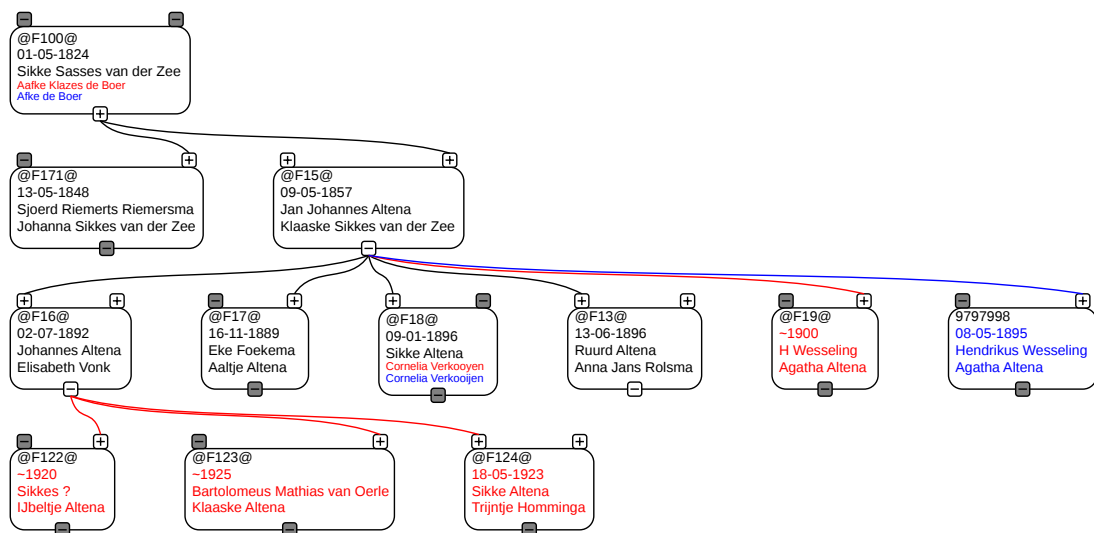 @F100@
01-05-1824
Sikke Sasses van der Zee
Aafke Klazes de Boer
Afke de Boer
@F171@
13-05-1848
Sjoerd Riemerts Riemersma
Johanna Sikkes van der Zee
@F15@
09-05-1857
Jan Johannes Altena
Klaaske Sikkes van der Zee
@F16@
02-07-1892
Johannes Altena
Elisabeth Vonk
@F17@
16-11-1889
Eke Foekema
Aaltje Altena
@F18@
09-01-1896
Sikke Altena
Cornelia Verkooyen
Cornelia Verkooijen
@F13@
13-06-1896
Ruurd Altena
Anna Jans Rolsma
@F19@
~1900
H Wesseling
Agatha Altena
9797998
08-05-1895
Hendrikus Wesseling
Agatha Altena
@F122@
~1920
Sikkes ?
IJbeltje Altena
@F123@
~1925
Bartolomeus Mathias van Oerle
Klaaske Altena
@F124@
18-05-1923
Sikke Altena
Trijntje Homminga